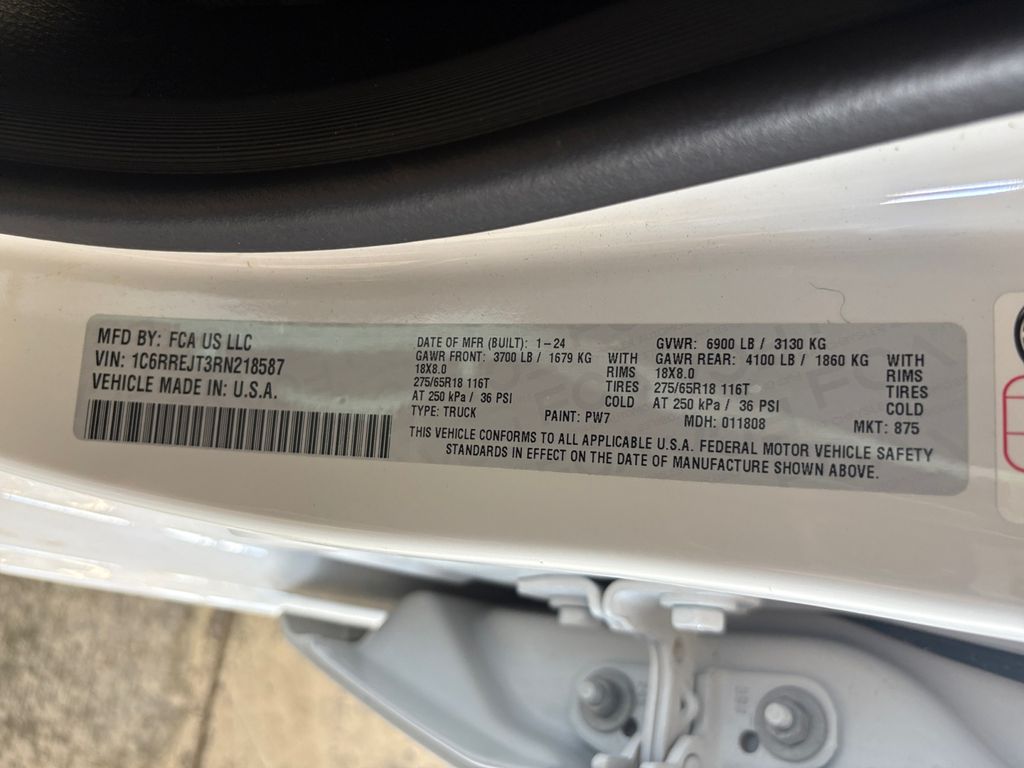 MFD BY: FCA US LLC
VIN: 1C6RREJT3RN218587
VEHICLE MADE IN: U.S.A.
DATE OF MFR (BUILT): 1-24
GAWR FRONT: 3700 LB / 1679 KG WITH
18X8.0 RIMS
275/65R18 116T TIRES
AT 250 kPa / 36 PSI COLD
TYPE: TRUCK PAINT: PW7
GVWR: 6900 LB / 3130 KG
GAWR REAR: 4100 LB / 1860 KG WITH
18X8.0 RIMS
275/65R18 116T TIRES
AT 250 kPa / 36 PSI COLD
MDH: 011808 MKT: 875
THIS VEHICLE CONFORMS TO ALL APPLICABLE U.S.A. FEDERAL MOTOR VEHICLE SAFETY
STANDARDS IN EFFECT ON THE DATE OF MANUFACTURE SHOWN ABOVE.